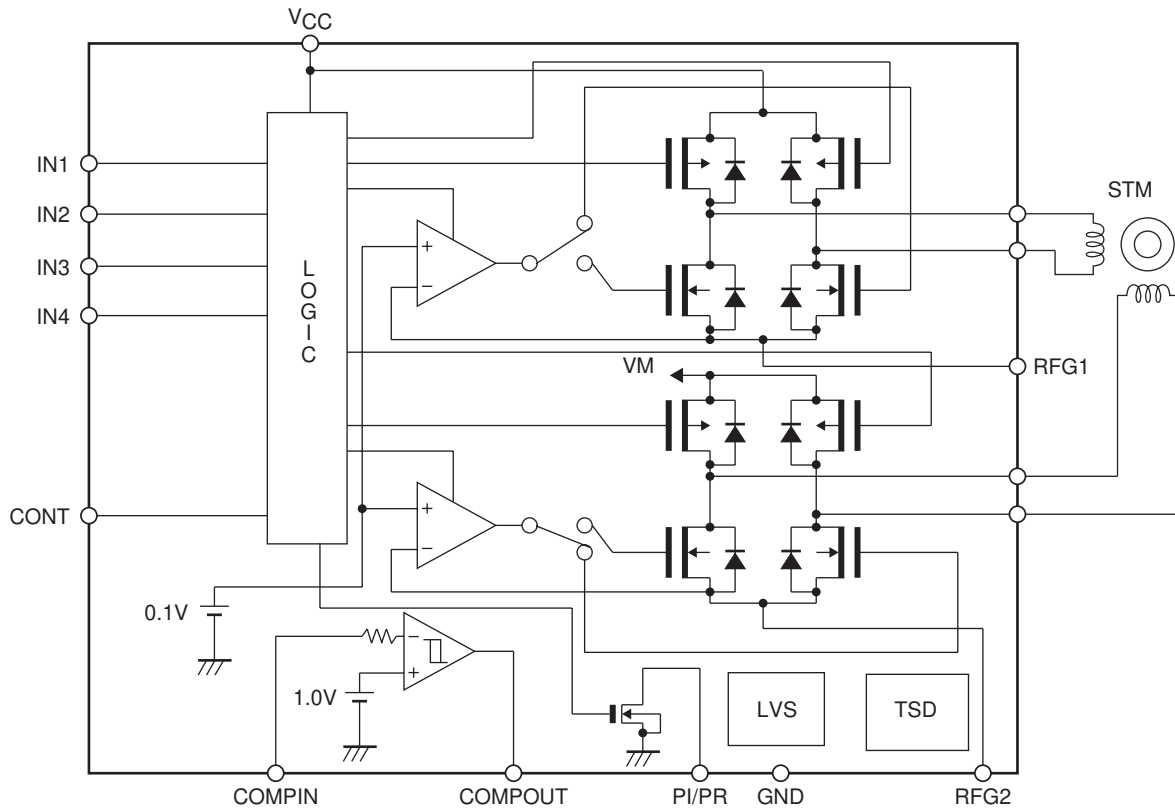 VCC
IN1
IN2
IN3
IN4
LOGIC
STM
VM
RFG1
CONT
0.1V
1.0V
LVS
TSD
COMPIN
COMPOUT
PI/PR
GND
RFG2